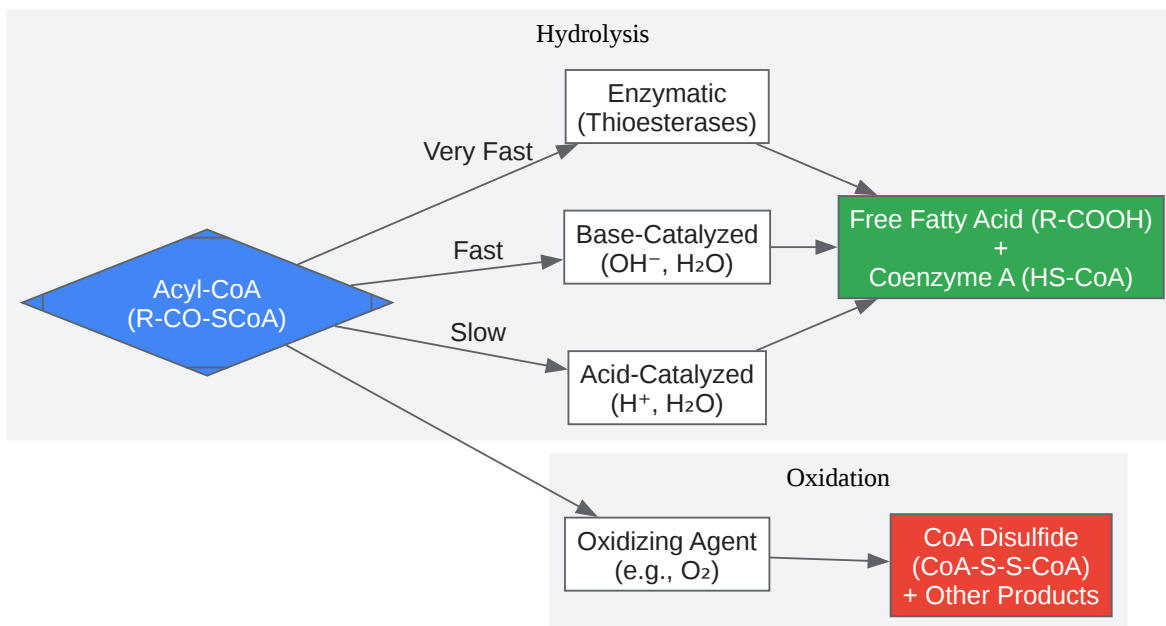 Hydrolysis
Enzymatic
(Thioesterases)
Very Fast
Free Fatty Acid (R-COOH)
+
Coenzyme A (HS-CoA)
Base-Catalyzed
(OH⁻, H₂O)
Fast
Acyl-CoA
(R-CO-SCoA)
Slow
Acid-Catalyzed
(H⁺, H₂O)
Oxidation
Oxidizing Agent
(e.g., O₂)
CoA Disulfide
(CoA-S-S-CoA)
+ Other Products